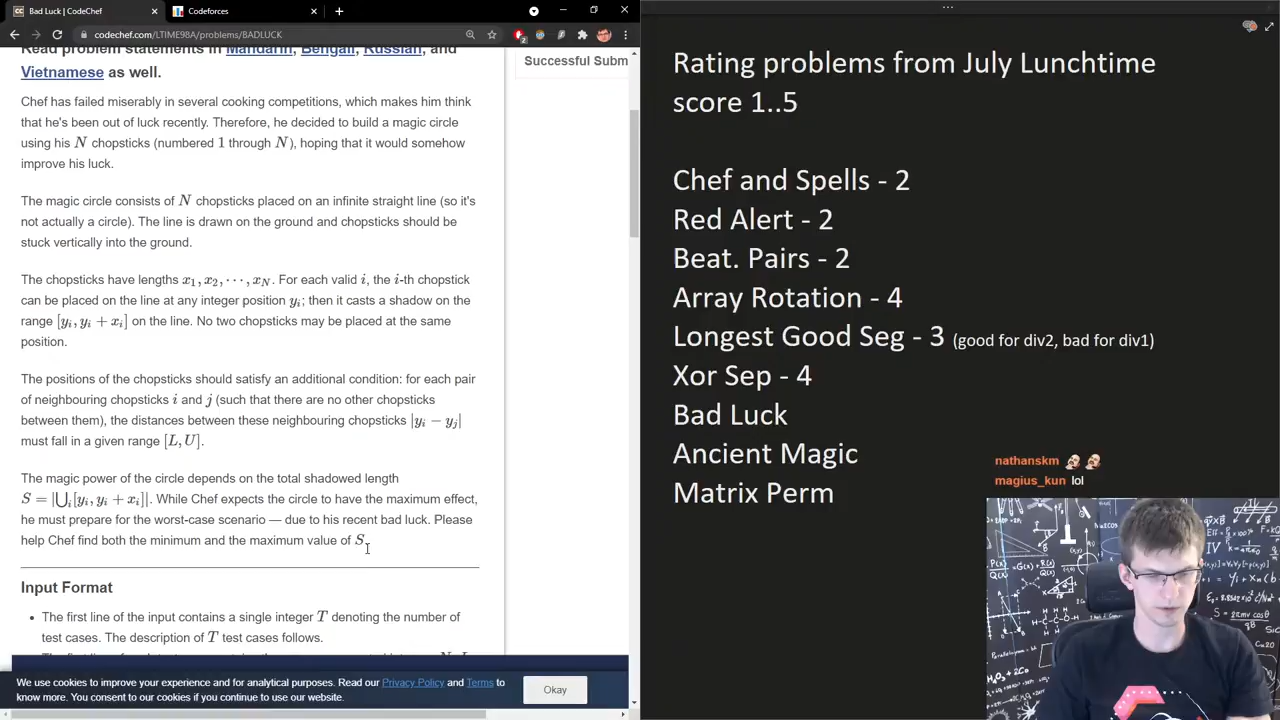 Bad Luck | CodeChef
Codeforces
codechef.com/LTIME98A/problems/BADLUCK
Read problem statements in Mandarin, Bengali, Russian, and
Vietnamese as well.
Successful Subm
Chef has failed miserably in several cooking competitions, which makes him think
that he's been out of luck recently. Therefore, he decided to build a magic circle
using his N chopsticks (numbered 1 through N), hoping that it would somehow
improve his luck.
The magic circle consists of N chopsticks placed on an infinite straight line (so it's
not actually a circle). The line is drawn on the ground and chopsticks should be
stuck vertically into the ground.
The chopsticks have lengths x₁, x₂, ⋯, x_N. For each valid i, the i-th chopstick
can be placed on the line at any integer position y_i; then it casts a shadow on the
range [y_i, y_i + x_i] on the line. No two chopsticks may be placed at the same
position.
The positions of the chopsticks should satisfy an additional condition: for each pair
of neighbouring chopsticks i and j (such that there are no other chopsticks
between them), the distances between these neighbouring chopsticks |y_i − y_j|
must fall in a given range [L, U].
The magic power of the circle depends on the total shadowed length
S = |⋃_i[y_i, y_i + x_i]|. While Chef expects the circle to have the maximum effect,
he must prepare for the worst-case scenario — due to his recent bad luck. Please
help Chef find both the minimum and the maximum value of S
Input Format
The first line of the input contains a single integer T denoting the number of
test cases. The description of T test cases follows.
We use cookies to improve your experience and for analytical purposes. Read our Privacy Policy and Terms to
know more. You consent to our cookies if you continue to use our website.
Okay
Rating problems from July Lunchtime
score 1..5
Chef and Spells - 2
Red Alert - 2
Beat. Pairs - 2
Array Rotation - 4
Longest Good Seg - 3 (good for div2, bad for div1)
Xor Sep - 4
Bad Luck
Ancient Magic
Matrix Perm
nathanskm
magius_kun lol